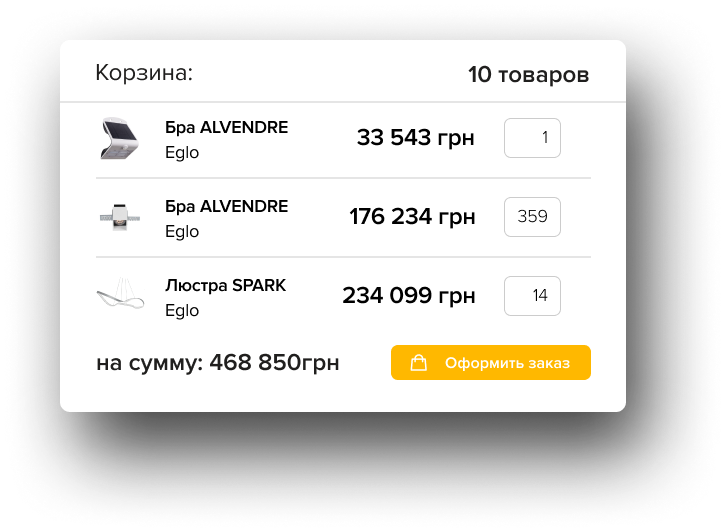 Корзина:
10 товаров
Бра ALVENDRE
Eglo
33 543 грн
1
Бра ALVENDRE
Eglo
176 234 грн
359
Люстра SPARK
Eglo
234 099 грн
14
на сумму: 468 850грн
Оформить заказ